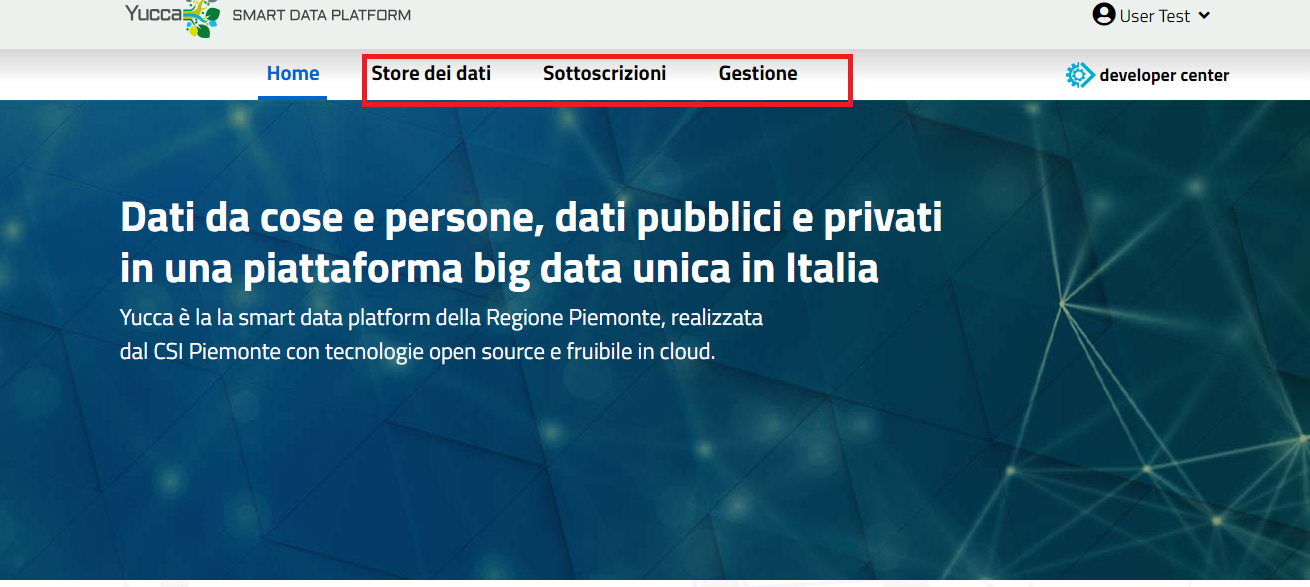 Yucca SMART DATA PLATFORM
User Test
Home Store dei dati Sottoscrizioni Gestione
developer center
Dati da cose e persone, dati pubblici e privati
in una piattaforma big data unica in Italia
Yucca è la la smart data platform della Regione Piemonte, realizzata
dal CSI Piemonte con tecnologie open source e fruibile in cloud.